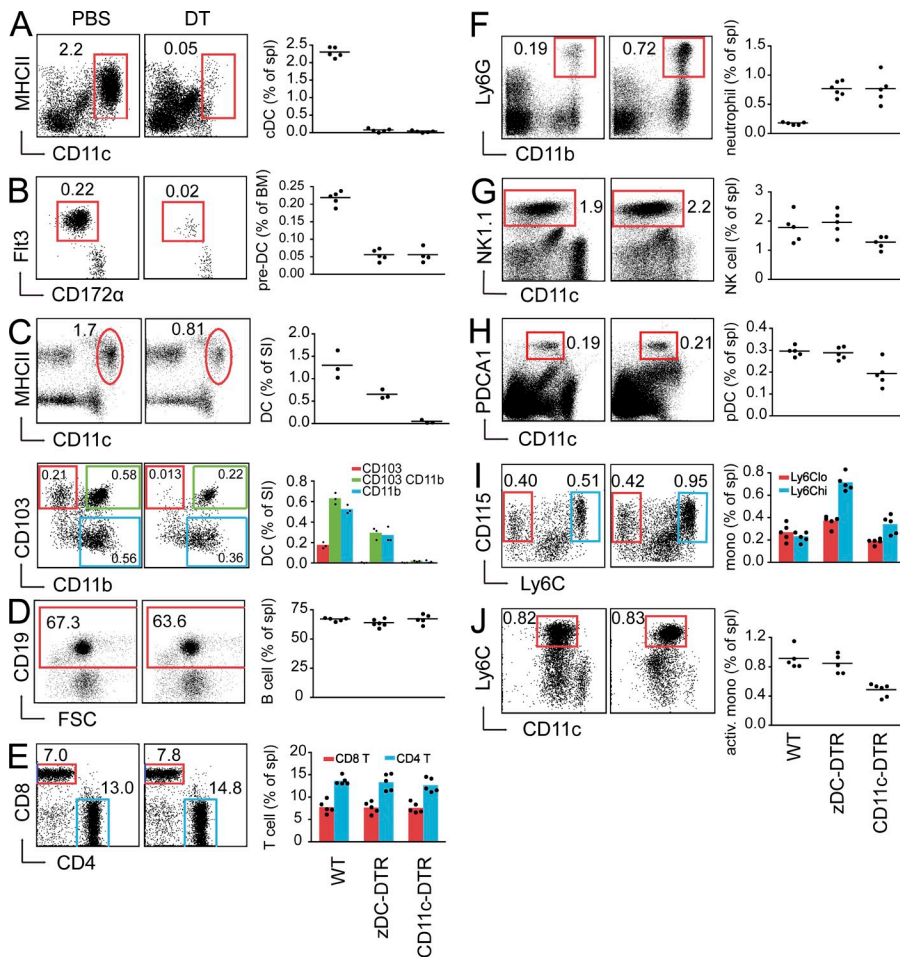 A
PBS
DT
2.2
0.05
MHCII
CD11c
cDC (% of spl)
2.5
2.0
1.5
1.0
0.5
0.0
B
0.22
0.02
Flt3
CD172α
pre-DC (% of BM)
0.20
0.15
0.10
0.05
0.00
C
1.7
0.81
MHCII
CD11c
DC (% of SI)
1.5
1.0
0.5
0.0
0.21
0.58
0.56
0.013
0.22
0.36
CD103
CD11b
DC (% of SI)
0.8
0.6
0.4
0.2
0.0
CD103
CD103 CD11b
CD11b
D
67.3
63.6
CD19
FSC
B cell (% of spl)
75
50
25
0
E
7.0
13.0
7.8
14.8
CD8
CD4
T cell (% of spl)
20
15
10
5
0
CD8 T
CD4 T
WT
zDC-DTR
CD11c-DTR
F
0.19
0.72
Ly6G
CD11b
neutrophil (% of spl)
1.5
1.0
0.5
0.0
G
1.9
2.2
NK1.1
CD11c
NK cell (% of spl)
3
2
1
0
H
0.19
0.21
PDCA1
CD11c
pDC (% of spl)
0.4
0.3
0.2
0.1
0.0
I
0.40
0.51
0.42
0.95
CD115
Ly6C
mono (% of spl)
1.0
0.8
0.6
0.4
0.2
0.0
Ly6Clo
Ly6Chi
J
0.82
0.83
Ly6C
CD11c
activ. mono (% of spl)
1.2
0.8
0.4
0.0
WT
zDC-DTR
CD11c-DTR